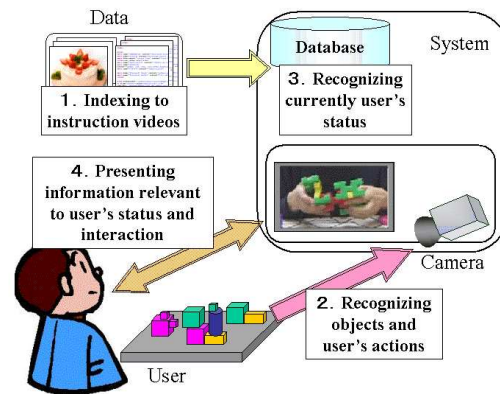 Data
Database
System
1. Indexing to
instruction videos
3. Recognizing
currently user's
status
4. Presenting
information relevant
to user's status and
interaction
Camera
2. Recognizing
objects and
user's actions
User